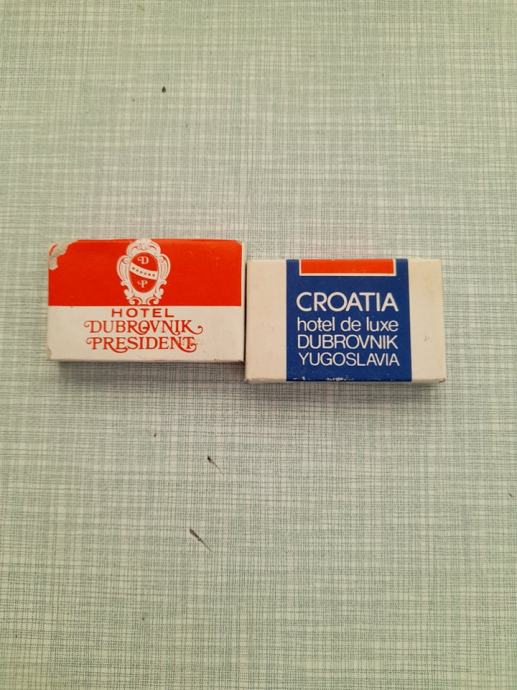 D
P
HOTEL
DUBROVNIK
PRESIDENT
CROATIA
hotel de luxe
DUBROVNIK
YUGOSLAVIA